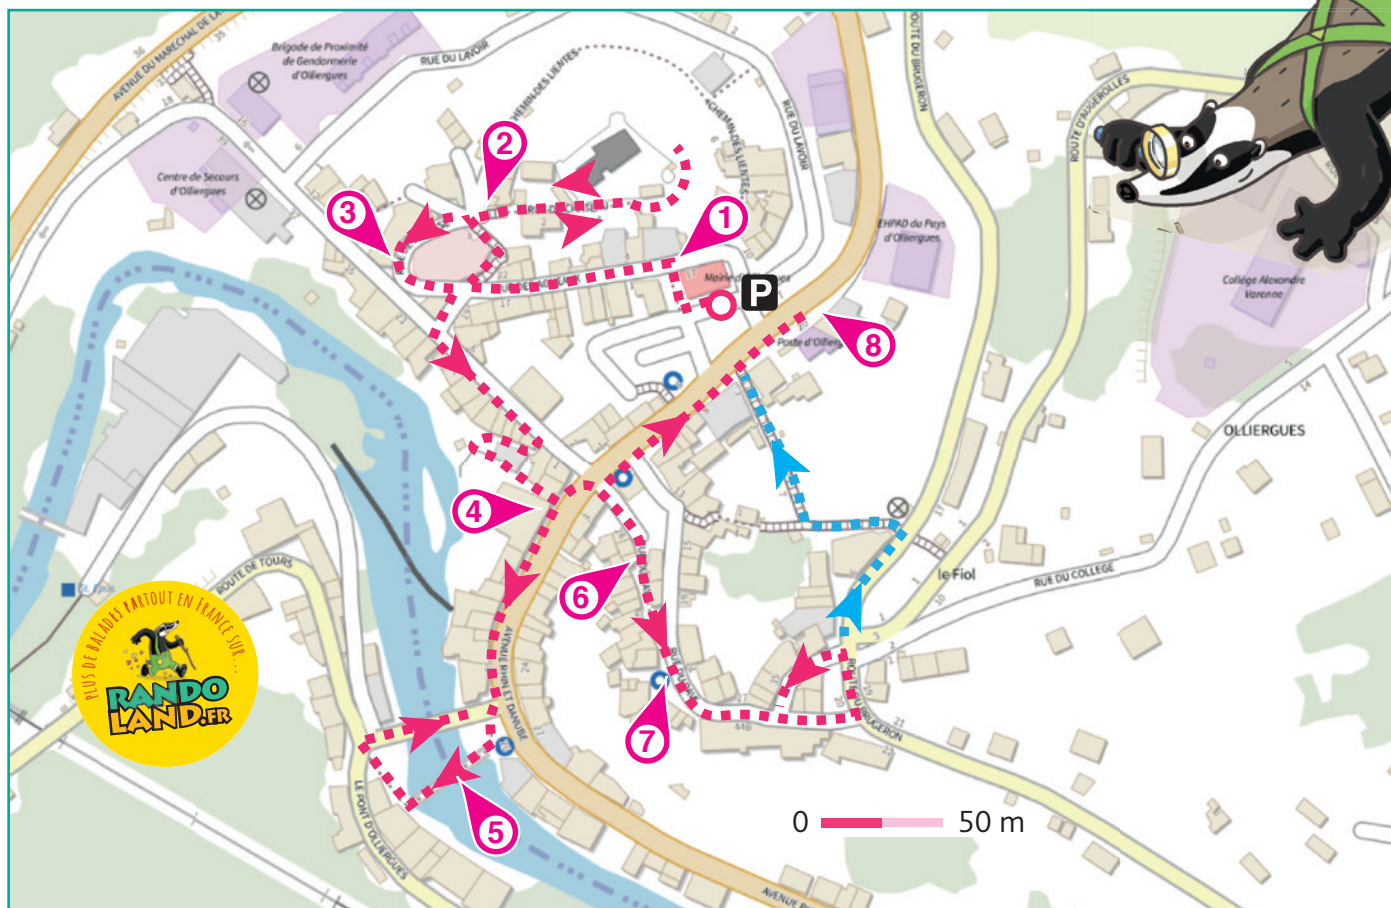 AVENUE DU MARECHAL DE LA
Brigade de Proximité
de Gendarmerie
d'Olliergues
RUE DU LAVOIR
CHEMIN DES LIENTES
CHEMIN DES LIENTES
RUE DU LAVOIR
ROUTE DU BRUGERON
ROUTE D'AUGEROLLES
Centre de Secours
d'Olliergues
2
3
1
Mairie
P
EHPAD du Pays
d'Olliergues
Collège Alexandre
Varenne
Poste d'Ollier
8
OLLIERGUES
4
6
le Fiol
RUE DU COLLEGE
ROUTE DE TOURS
PLUS DE BALADES PARTOUT EN FRANCE SUR...
RANDO
LAND.FR
AVENUE RHIN ET DANUBE
ROUTE DU BRUGERON
7
LE PONT D'OLLIERGUES
5
0 50 m
AVENUE